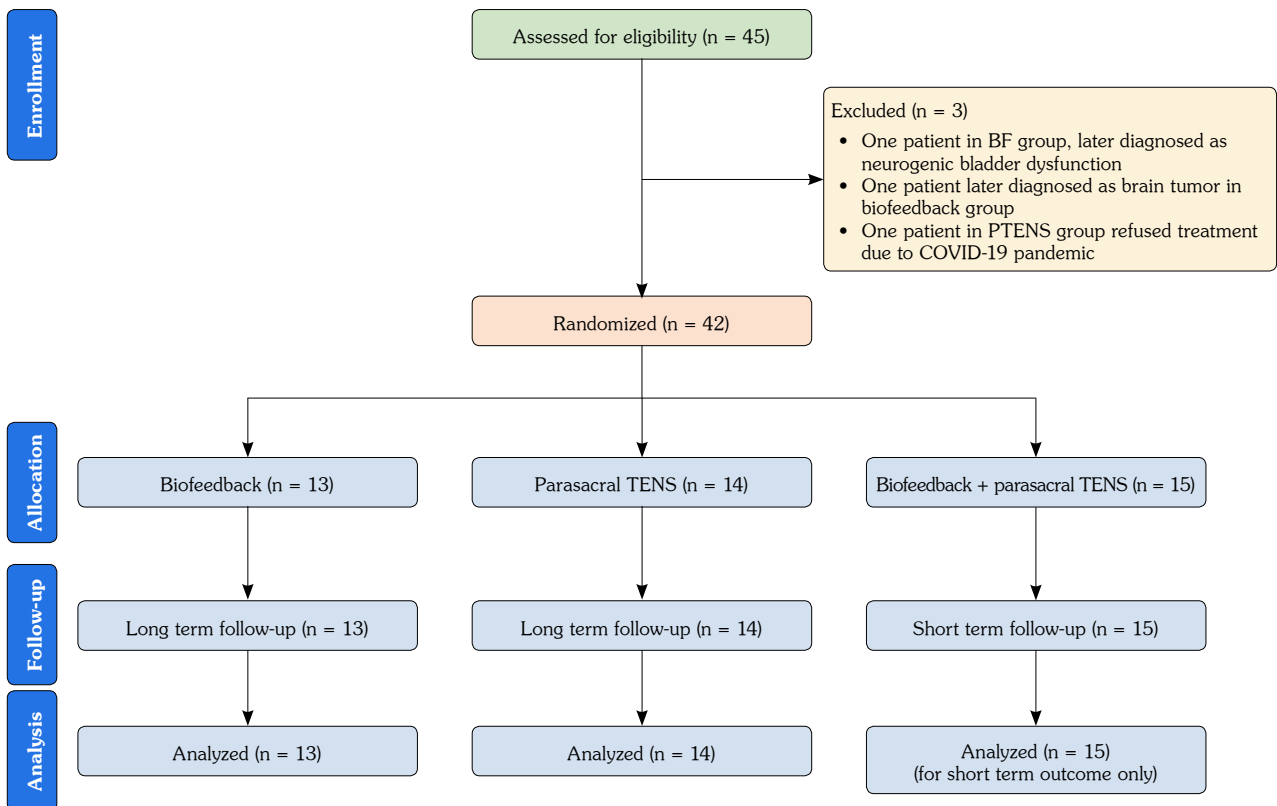 Enrollment
Assessed for eligibility (n = 45)
Excluded (n = 3)
• One patient in BF group, later diagnosed as
neurogenic bladder dysfunction
• One patient later diagnosed as brain tumor in
biofeedback group
• One patient in PTENS group refused treatment
due to COVID-19 pandemic
Randomized (n = 42)
Allocation
Biofeedback (n = 13)
Parasacral TENS (n = 14)
Biofeedback + parasacral TENS (n = 15)
Follow-up
Long term follow-up (n = 13)
Long term follow-up (n = 14)
Short term follow-up (n = 15)
Analysis
Analyzed (n = 13)
Analyzed (n = 14)
Analyzed (n = 15)
(for short term outcome only)